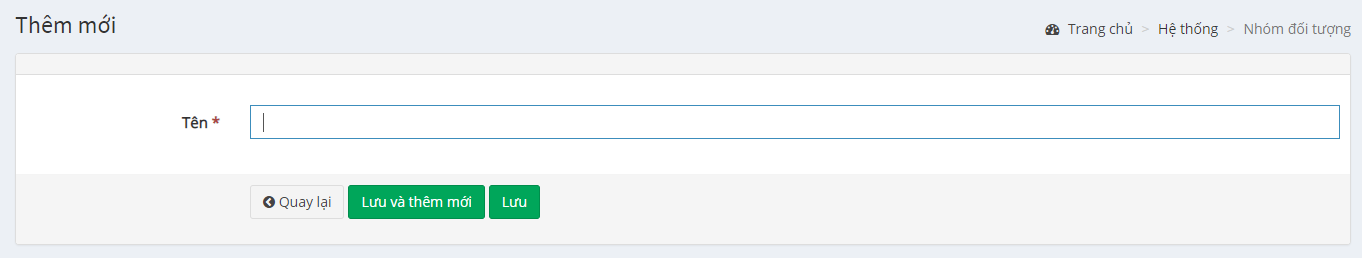 Thêm mới
Trang chủ > Hệ thống > Nhóm đối tượng
Tên *
Quay lại Lưu và thêm mới Lưu